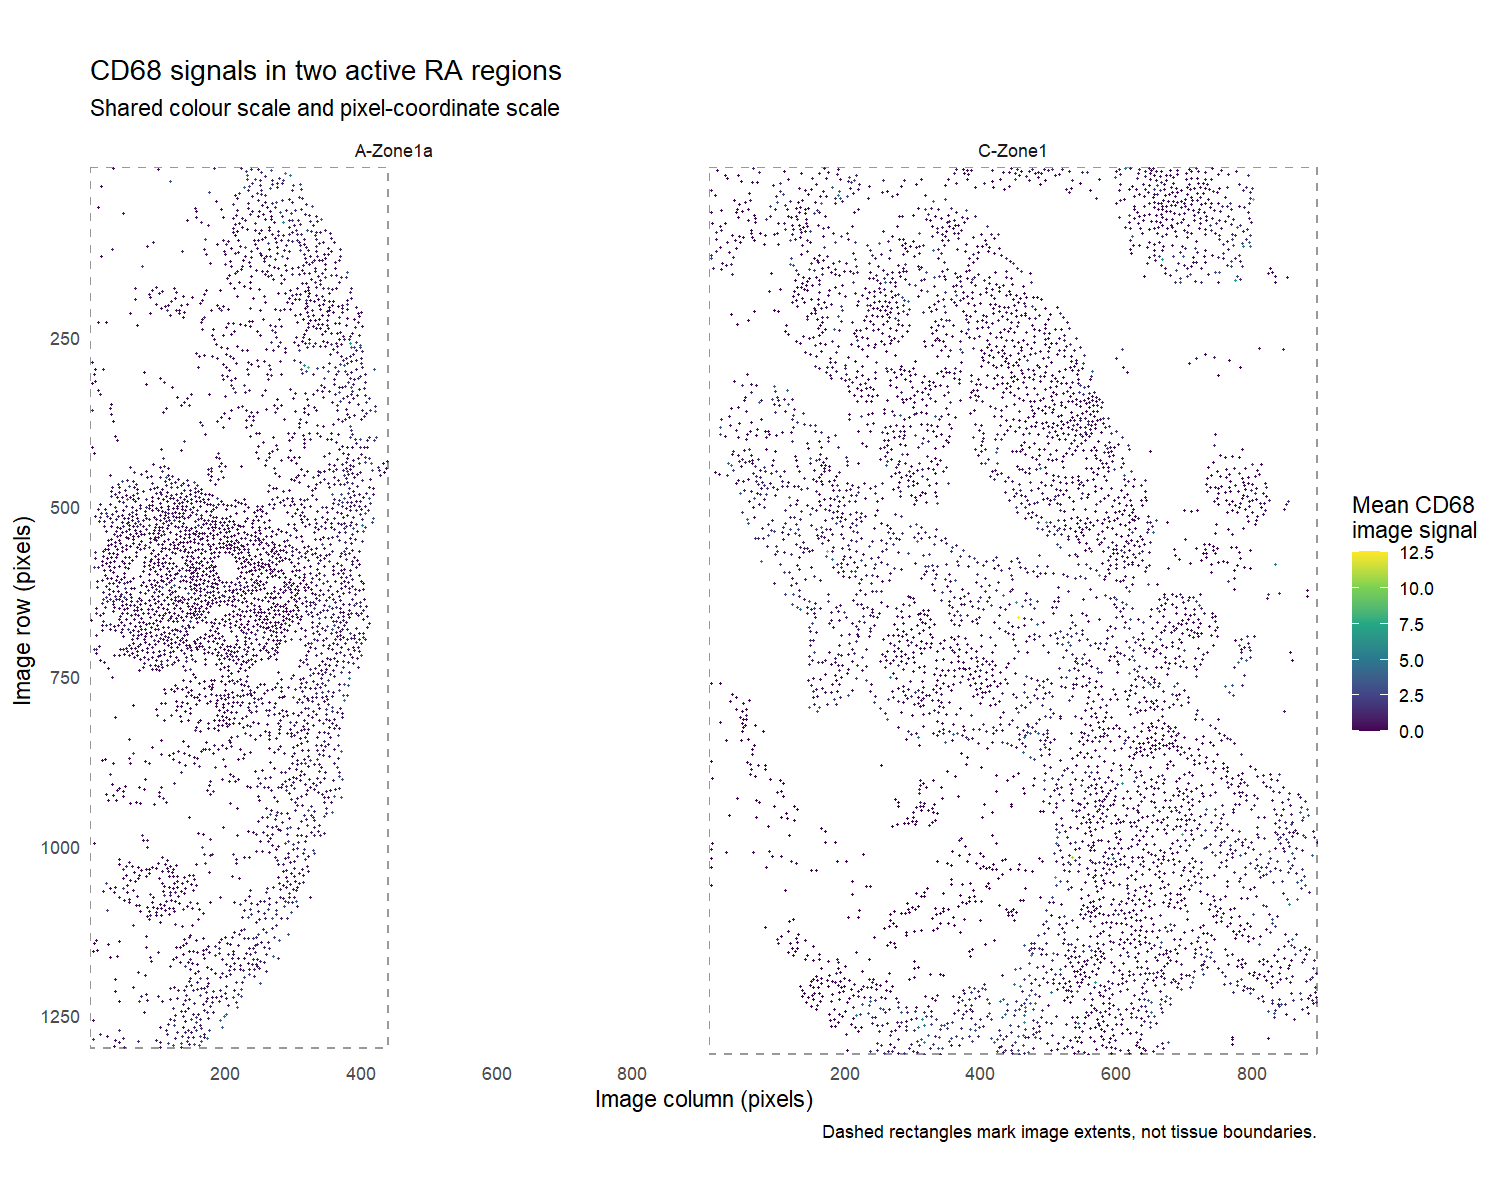 CD68 signals in two active RA regions
Shared colour scale and pixel-coordinate scale
A-Zone1a
C-Zone1
Image row (pixels)
250
500
750
1000
1250
200
400
600
800
200
400
600
800
Image column (pixels)
Mean CD68
image signal
12.5
10.0
7.5
5.0
2.5
0.0
Dashed rectangles mark image extents, not tissue boundaries.